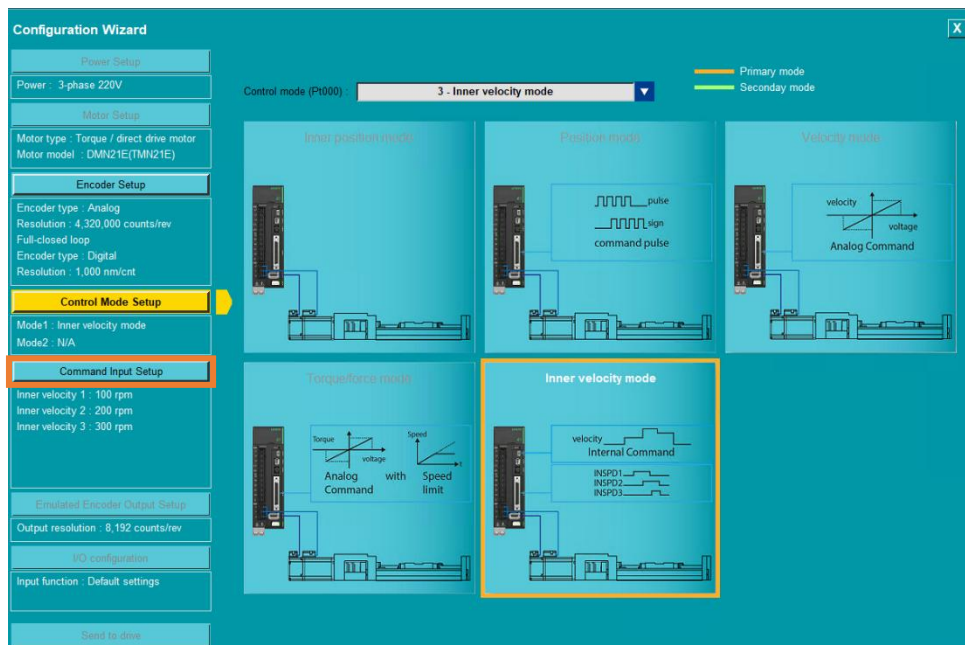 Configuration Wizard
X
Power Setup
Power : 3-phase 220V
Motor Setup
Motor type : Torque / direct drive motor
Motor model : DMN21E(TMN21E)
Encoder Setup
Encoder type : Analog
Resolution : 4,320,000 counts/rev
Full-closed loop
Encoder type : Digital
Resolution : 1,000 nm/cnt
Control Mode Setup
Mode1 : Inner velocity mode
Mode2 : N/A
Command Input Setup
Inner velocity 1 : 100 rpm
Inner velocity 2 : 200 rpm
Inner velocity 3 : 300 rpm
Emulated Encoder Output Setup
Output resolution : 8,192 counts/rev
I/O configuration
Input function : Default settings
Send to drive
Control mode (Pt000) :
3 - Inner velocity mode
Primary mode
Seconday mode
Inner position mode
Position mode
pulse
sign
command pulse
Velocity mode
velocity
voltage
Analog Command
Torque/force mode
Torque
voltage
Speed
t
Analog with Speed
Command limit
Inner velocity mode
velocity
Internal Command
INSPD1
INSPD2
INSPD3